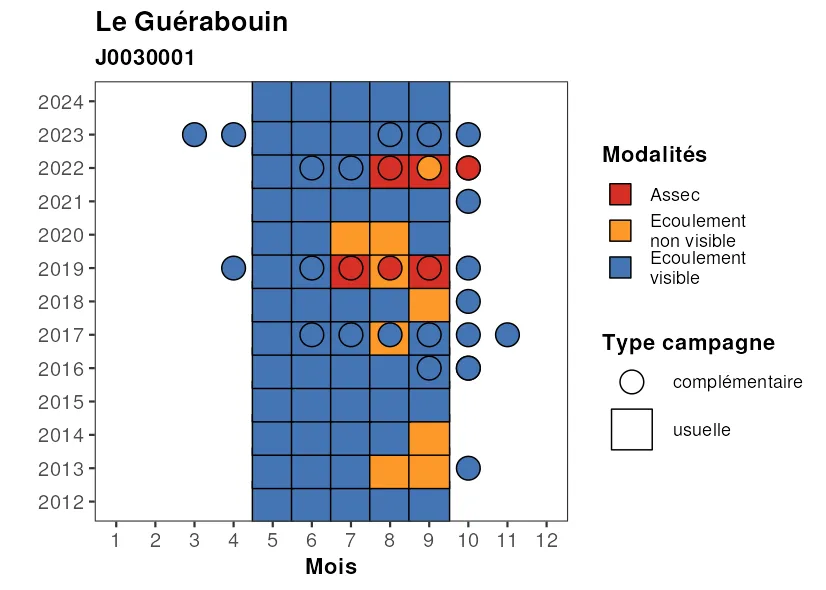 Le Guérabouin
J0030001
2024
2023
2022
2021
2020
2019
2018
2017
2016
2015
2014
2013
2012
1 2 3 4 5 6 7 8 9 10 11 12
Mois
Modalités
Assec
Ecoulement
non visible
Ecoulement
visible
Type campagne
complémentaire
usuelle